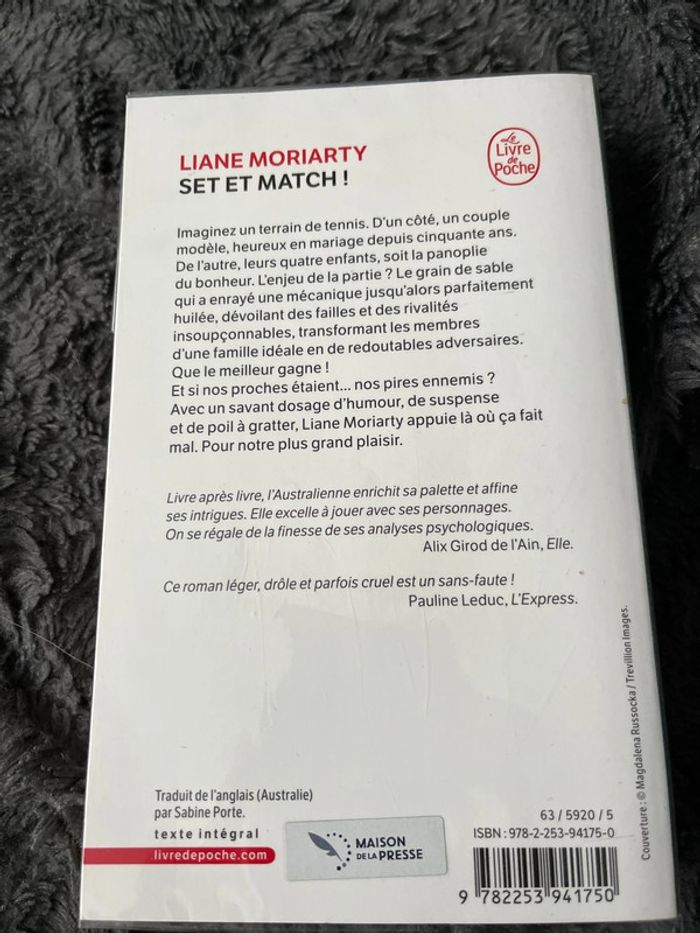 LIANE MORIARTY
SET ET MATCH !
Le
Livre
de
Poche
Imaginez un terrain de tennis. D'un côté, un couple
modèle, heureux en mariage depuis cinquante ans.
De l'autre, leurs quatre enfants, soit la panoplie
du bonheur. L'enjeu de la partie ? Le grain de sable
qui a enrayé une mécanique jusqu'alors parfaitement
huilée, dévoilant des failles et des rivalités
insoupçonnables, transformant les membres
d'une famille idéale en de redoutables adversaires.
Que le meilleur gagne !
Et si nos proches étaient... nos pires ennemis ?
Avec un savant dosage d'humour, de suspense
et de poil à gratter, Liane Moriarty appuie là où ça fait
mal. Pour notre plus grand plaisir.
Livre après livre, l'Australienne enrichit sa palette et affine
ses intrigues. Elle excelle à jouer avec ses personnages.
On se régale de la finesse de ses analyses psychologiques.
Alix Girod de l'Ain, Elle.
Ce roman léger, drôle et parfois cruel est un sans-faute !
Pauline Leduc, L'Express.
Couverture : © Magdalena Russocka / Trevillion Images.
Traduit de l'anglais (Australie)
par Sabine Porte.
texte intégral
livredepoche.com
MAISON
DE LA PRESSE
63 / 5920 / 5
ISBN : 978-2-253-94175-0
9 782253 941750